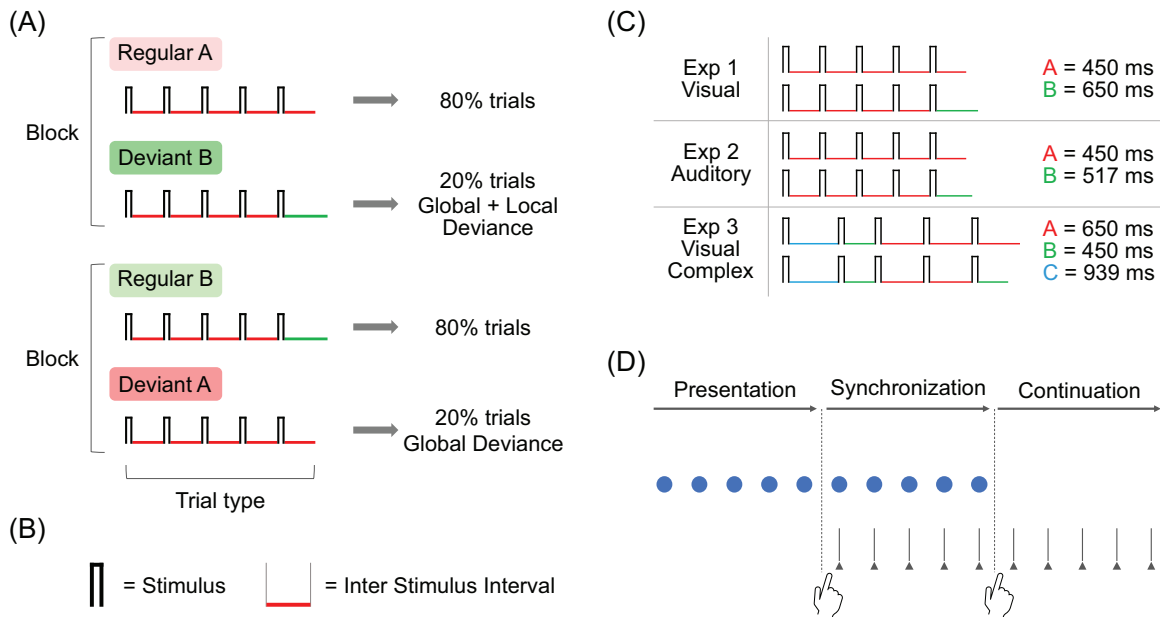 (A)
Regular A
80% trials
Block
Deviant B
20% trials
Global + Local
Deviance
Regular B
80% trials
Block
Deviant A
20% trials
Global Deviance
Trial type
(B)
= Stimulus
= Inter Stimulus Interval
(C)
Exp 1
Visual
A = 450 ms
B = 650 ms
Exp 2
Auditory
A = 450 ms
B = 517 ms
Exp 3
Visual
Complex
A = 650 ms
B = 450 ms
C = 939 ms
(D)
Presentation
Synchronization
Continuation